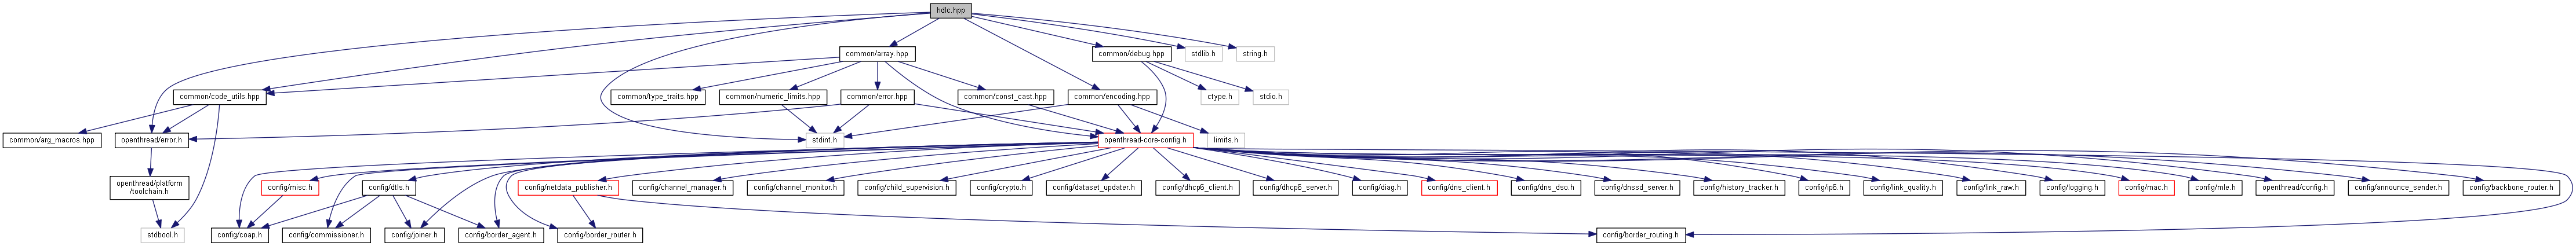 hdlc.hpp
common/array.hpp
common/debug.hpp
stdlib.h
string.h
common/code_utils.hpp
common/type_traits.hpp
common/numeric_limits.hpp
common/error.hpp
common/const_cast.hpp
common/encoding.hpp
ctype.h
stdio.h
common/arg_macros.hpp
openthread/error.h
stdint.h
openthread-core-config.h
limits.h
openthread/platform
/toolchain.h
config/misc.h
config/dtls.h
config/netdata_publisher.h
config/channel_manager.h
config/channel_monitor.h
config/child_supervision.h
config/crypto.h
config/dataset_updater.h
config/dhcp6_client.h
config/dhcp6_server.h
config/diag.h
config/dns_client.h
config/dns_dso.h
config/dnssd_server.h
config/history_tracker.h
config/ip6.h
config/link_quality.h
config/link_raw.h
config/logging.h
config/mac.h
config/mle.h
openthread/config.h
config/announce_sender.h
config/backbone_router.h
stdbool.h
config/coap.h
config/commissioner.h
config/joiner.h
config/border_agent.h
config/border_router.h
config/border_routing.h